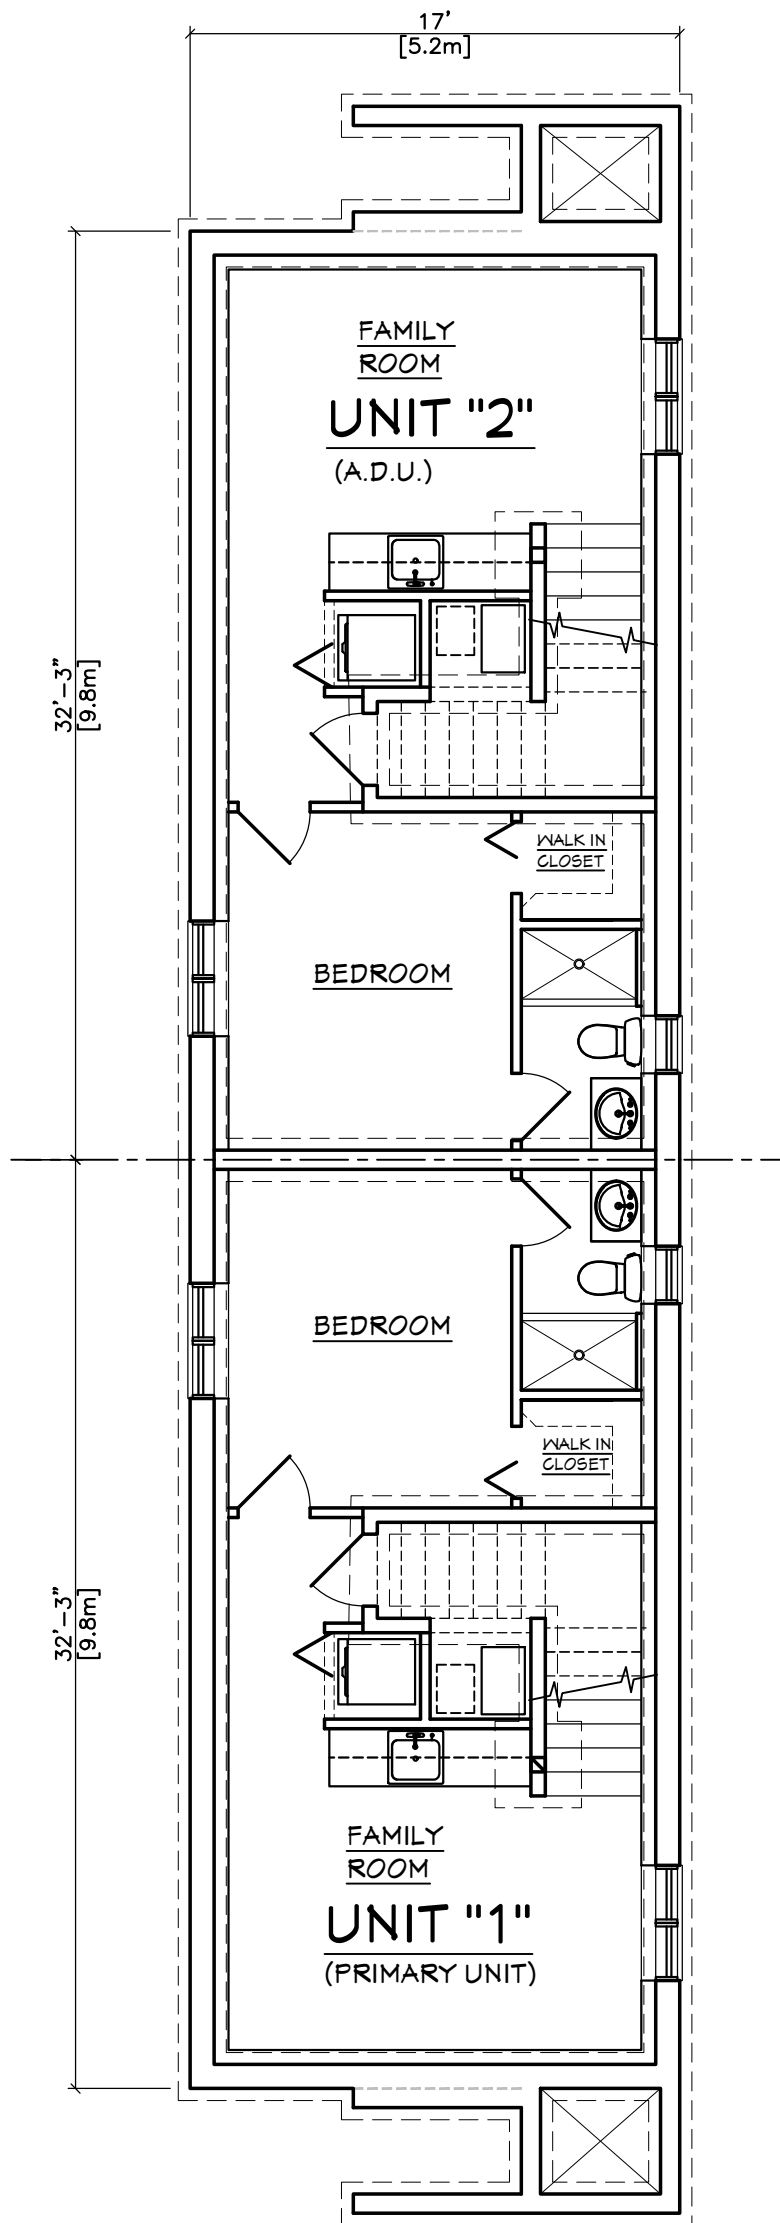 17'
[5.2m]
FAMILY
ROOM
UNIT "2"
(A.D.U.)
32'-3"
[9.8m]
WALK IN
CLOSET
BEDROOM
BEDROOM
WALK IN
CLOSET
32'-3"
[9.8m]
FAMILY
ROOM
UNIT "1"
(PRIMARY UNIT)